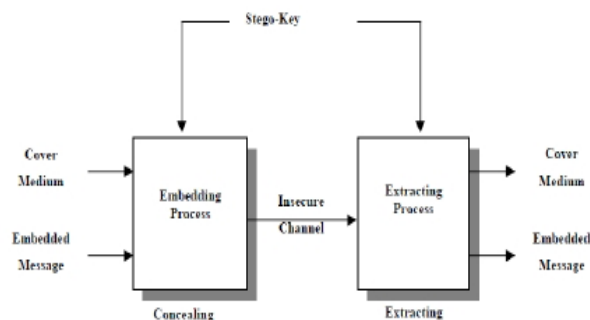 Stego-Key
Cover
Medium
Embedded
Message
Embedding
Process
Insecure
Channel
Extracting
Process
Cover
Medium
Embedded
Message
Concealing
Extracting